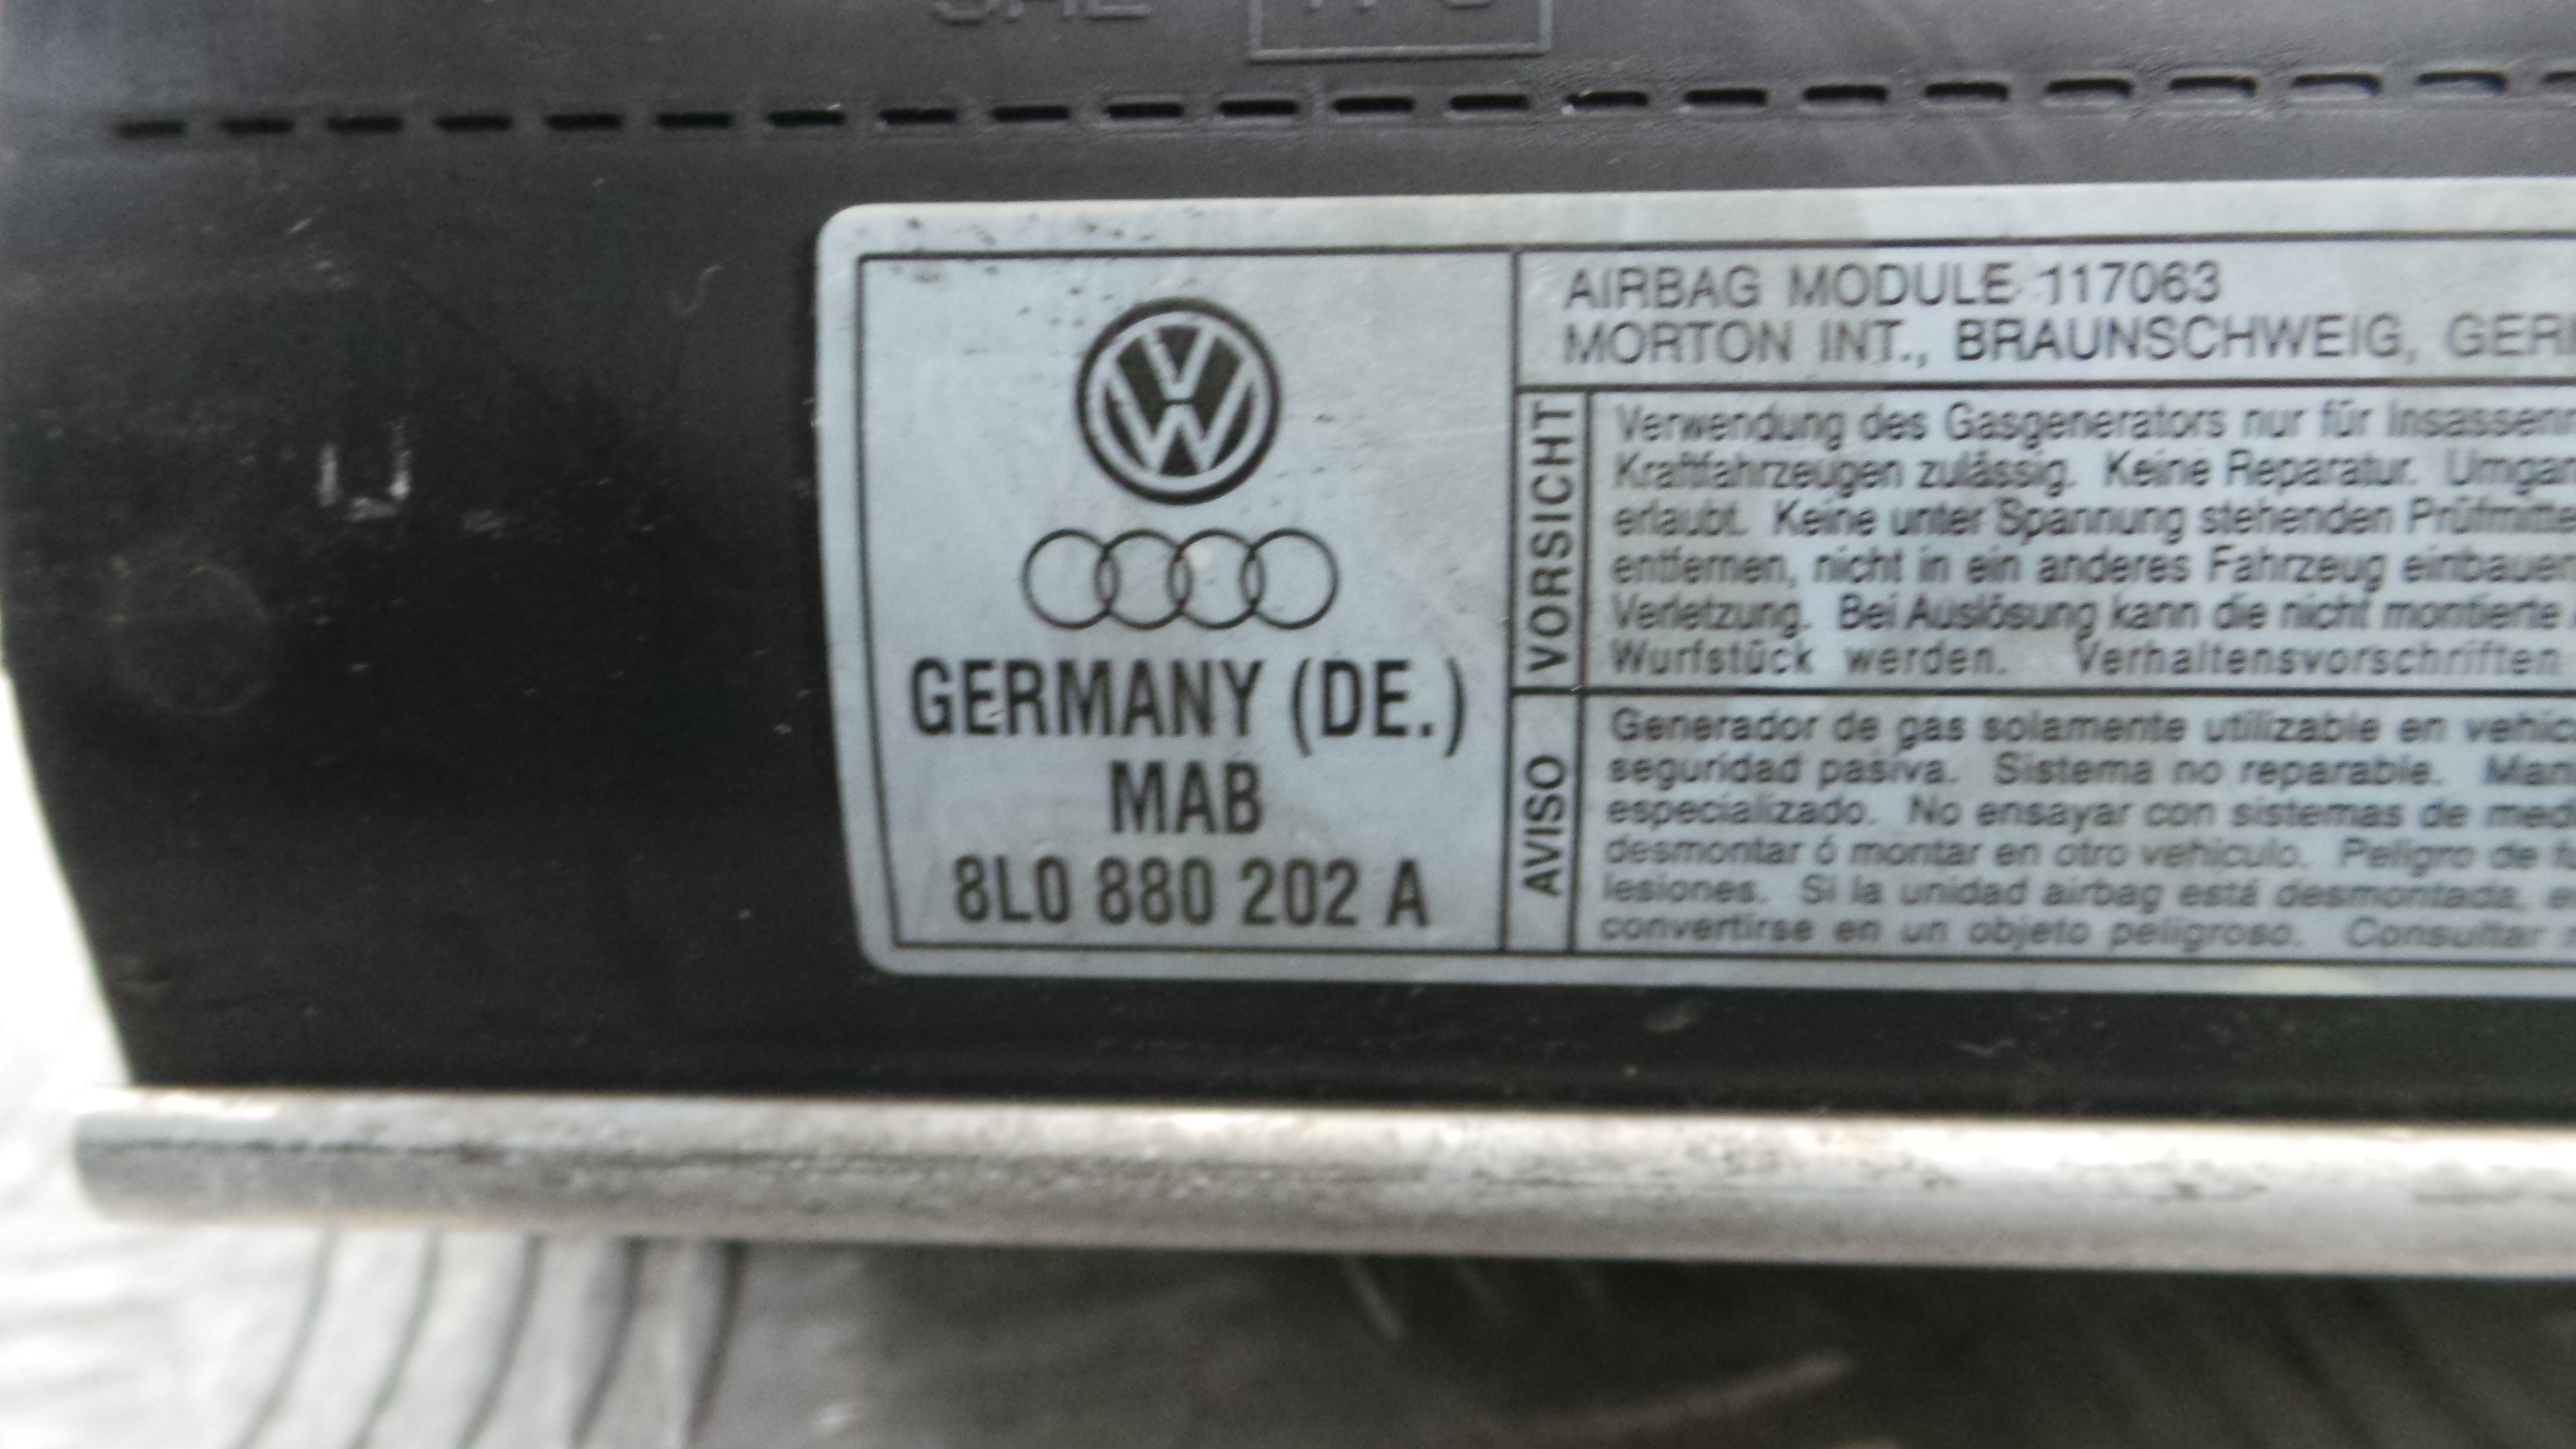 GERMANY (DE.)
MAB
8L0 880 202 A
AIRBAG MODULE 117063
MORTON INT., BRAUNSCHWEIG,
VORSICHT
Verwendung des Gasgenerators nur für
Kraftfahrzeugen zulässig. Keine Reparatur.
erlaubt. Keine unter Spannung stehenden
entfernen, nicht in ein anderes Fahrzeug
Verletzung. Bei Auslösung kann die nicht montierte
Wurfstück werden. Verhaltensvorschriften
AVISO
Generador de gas solamente utilizable en
seguridad pasiva. Sistema no reparable.
especializado. No ensayar con sistemas de
desmontar ó montar en otro vehículo. Peligro de
lesiones. Si la unidad airbag está desmontada,
convertirse en un objeto peligroso. Consultar